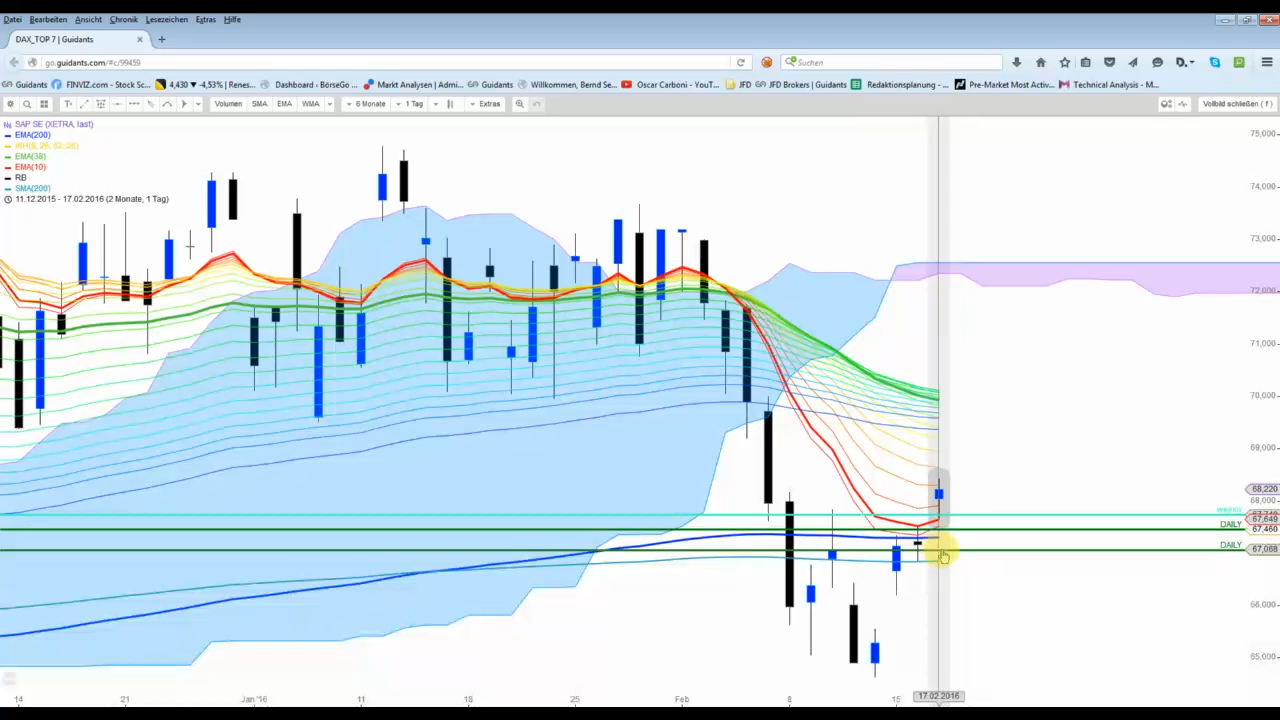 Datei Bearbeiten Ansicht Chronik Lesezeichen Extras Hilfe
DAX_TOP 7 | Guidants
go.guidants.com/#c/99459
Suchen
Guidants FINVIZ.com - Stock Sc... 4,430 ▾ -4,53% | Renes... Dashboard ‹ BörseGo ... Markt Analysen | Admi... Guidants Willkommen, Bernd Se... Oscar Carboni - YouT... JFD JFD Brokers | Guidants Redaktionsplanung - ... Pre-Market Most Activ... Technical Analysis - M...
Volumen SMA EMA WMA 6 Monate 1 Tag Extras Vollbild schließen ( f )
SAP SE (XETRA, last)
EMA(200)
EMA(38)
EMA(10)
RB
SMA(200)
11.12.2015 - 17.02.2016 (2 Monate, 1 Tag)
75,000
74,000
73,000
72,000
71,000
70,000
69,000
68,220
68,000
67,649
DAILY
67,460
DAILY
67,068
66,000
65,000
14 21 Jan '16 11 18 25 Feb 8 15 17.02.2016